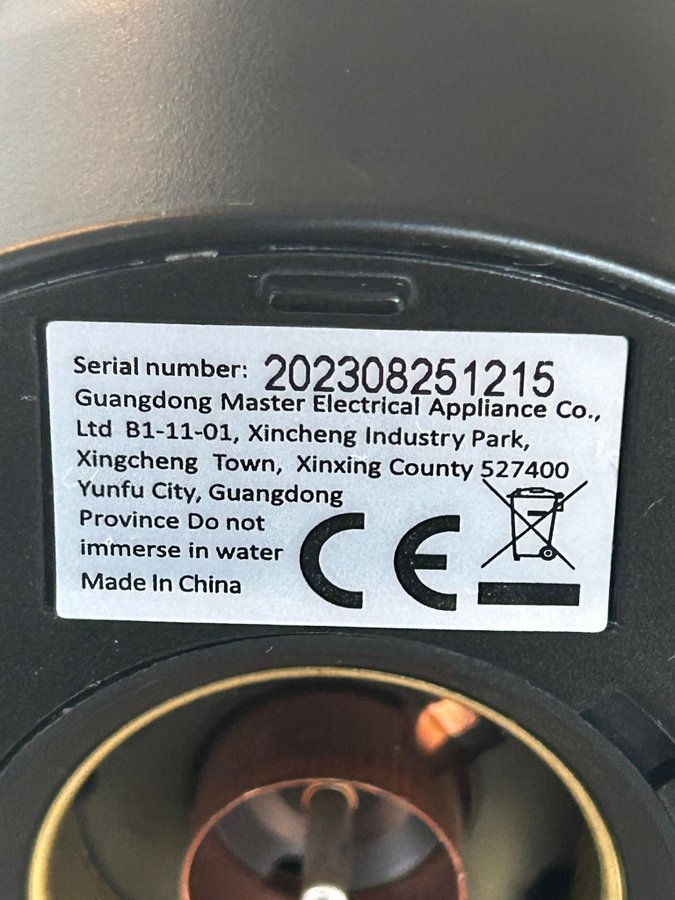 Serial number: 202308251215
Guangdong Master Electrical Appliance Co.,
Ltd B1-11-01, Xincheng Industry Park,
Xingcheng Town, Xinxing County 527400
Yunfu City, Guangdong
Province Do not
immerse in water
Made In China
CE